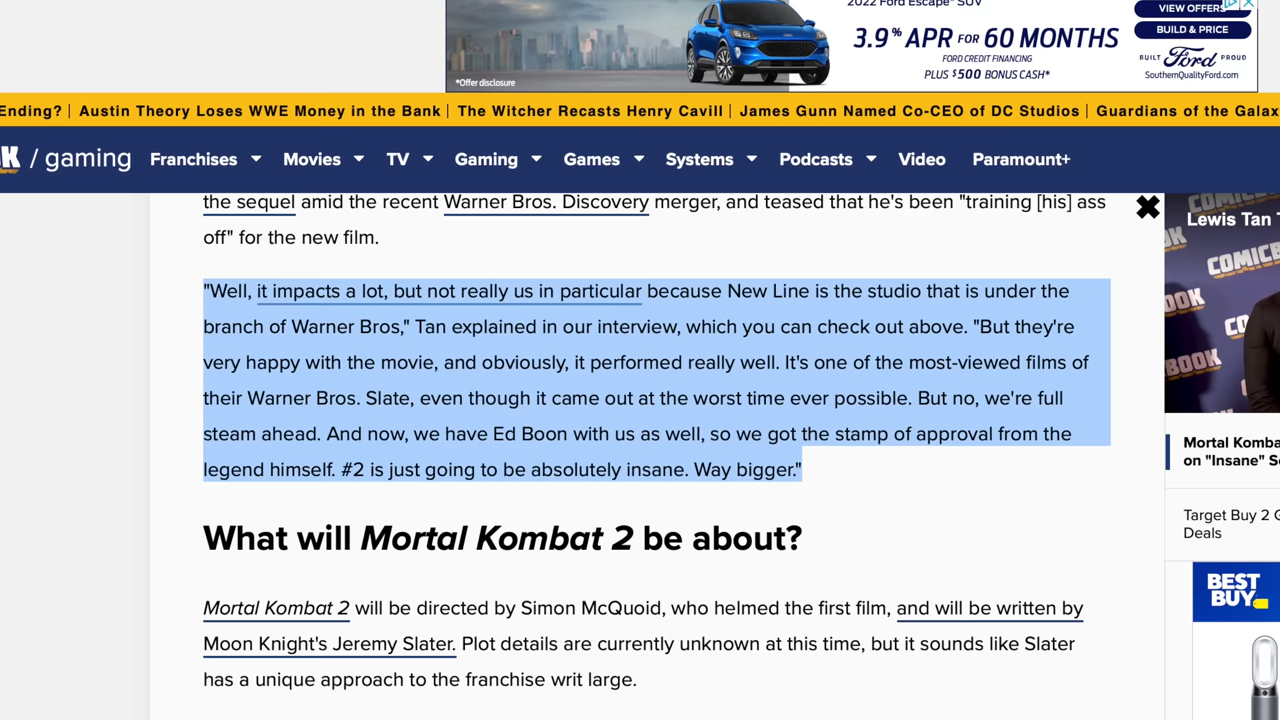 2022 Ford Escape® SUV
3.9% APR FOR 60 MONTHS
FORD CREDIT FINANCING
PLUS $500 BONUS CASH*
*Offer disclosure
VIEW OFFERS
BUILD & PRICE
BUILT Ford PROUD
SouthernQualityFord.com
Ending? | Austin Theory Loses WWE Money in the Bank | The Witcher Recasts Henry Cavill | James Gunn Named Co-CEO of DC Studios | Guardians of the Galax
/ gaming Franchises Movies TV Gaming Games Systems Podcasts Video Paramount+
the sequel amid the recent Warner Bros. Discovery merger, and teased that he's been "training [his] ass
off" for the new film.
"Well, it impacts a lot, but not really us in particular because New Line is the studio that is under the
branch of Warner Bros," Tan explained in our interview, which you can check out above. "But they're
very happy with the movie, and obviously, it performed really well. It's one of the most-viewed films of
their Warner Bros. Slate, even though it came out at the worst time ever possible. But no, we're full
steam ahead. And now, we have Ed Boon with us as well, so we got the stamp of approval from the
legend himself. #2 is just going to be absolutely insane. Way bigger."
What will Mortal Kombat 2 be about?
Mortal Kombat 2 will be directed by Simon McQuoid, who helmed the first film, and will be written by
Moon Knight's Jeremy Slater. Plot details are currently unknown at this time, but it sounds like Slater
has a unique approach to the franchise writ large.
Lewis Tan T
COMICB
Mortal Komba
on "Insane" S
Target Buy 2 G
Deals
BEST
BUY